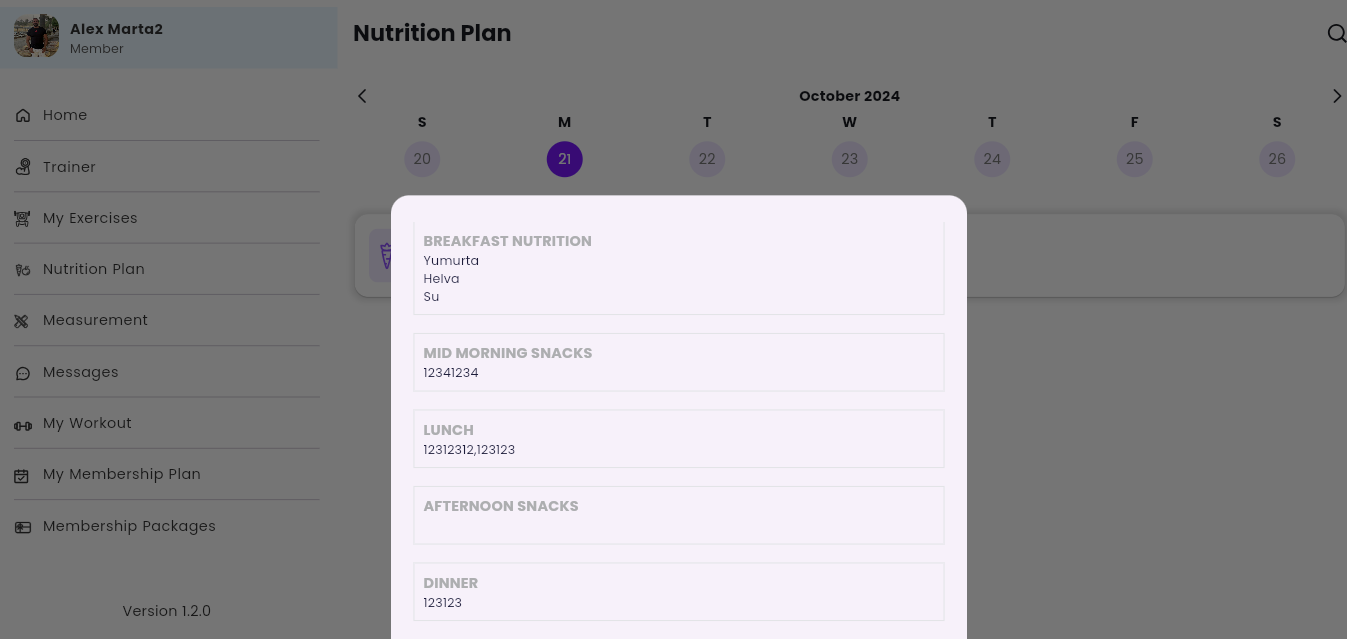 Alex Marta2
Member
Home
Trainer
My Exercises
Nutrition Plan
Measurement
Messages
My Workout
My Membership Plan
Membership Packages
Version 1.2.0
Nutrition Plan
October 2024
S M T W T F S
20 21 22 23 24 25 26
BREAKFAST NUTRITION
Yumurta
Helva
Su
MID MORNING SNACKS
12341234
LUNCH
12312312,123123
AFTERNOON SNACKS
DINNER
123123